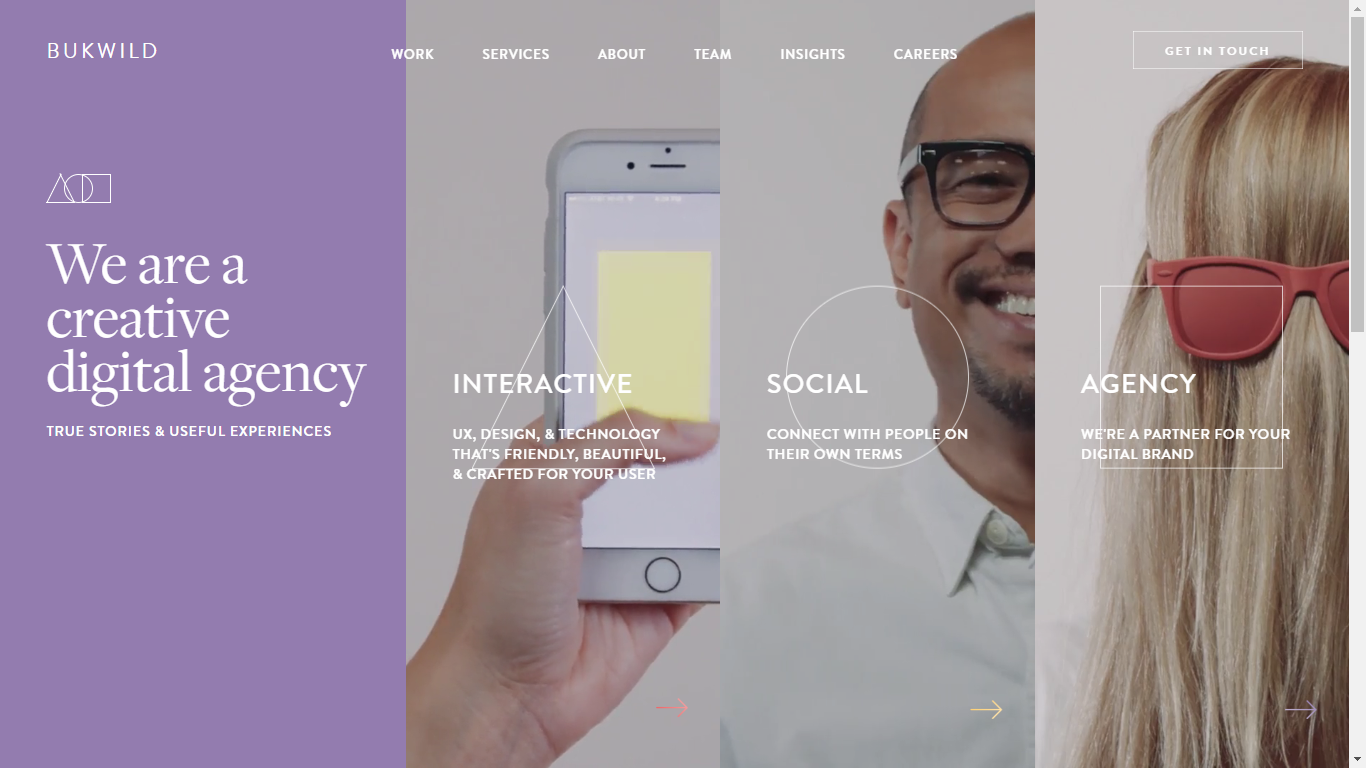 BUKWILD
WORK SERVICES ABOUT TEAM INSIGHTS CAREERS
GET IN TOUCH
We are a
creative
digital agency
TRUE STORIES & USEFUL EXPERIENCES
INTERACTIVE
UX, DESIGN, & TECHNOLOGY
THAT'S FRIENDLY, BEAUTIFUL,
& CRAFTED FOR YOUR USER
SOCIAL
CONNECT WITH PEOPLE ON
THEIR OWN TERMS
AGENCY
WE'RE A PARTNER FOR YOUR
DIGITAL BRAND